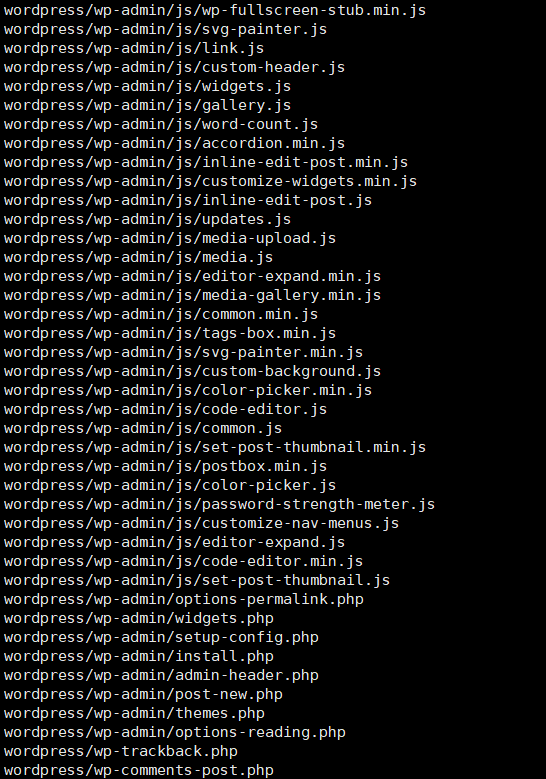 wordpress/wp-admin/js/wp-fullscreen-stub.min.js
wordpress/wp-admin/js/svg-painter.js
wordpress/wp-admin/js/link.js
wordpress/wp-admin/js/custom-header.js
wordpress/wp-admin/js/widgets.js
wordpress/wp-admin/js/gallery.js
wordpress/wp-admin/js/word-count.js
wordpress/wp-admin/js/accordion.min.js
wordpress/wp-admin/js/inline-edit-post.min.js
wordpress/wp-admin/js/customize-widgets.min.js
wordpress/wp-admin/js/inline-edit-post.js
wordpress/wp-admin/js/updates.js
wordpress/wp-admin/js/media-upload.js
wordpress/wp-admin/js/media.js
wordpress/wp-admin/js/editor-expand.min.js
wordpress/wp-admin/js/media-gallery.min.js
wordpress/wp-admin/js/common.min.js
wordpress/wp-admin/js/tags-box.min.js
wordpress/wp-admin/js/svg-painter.min.js
wordpress/wp-admin/js/custom-background.js
wordpress/wp-admin/js/color-picker.min.js
wordpress/wp-admin/js/code-editor.js
wordpress/wp-admin/js/common.js
wordpress/wp-admin/js/set-post-thumbnail.min.js
wordpress/wp-admin/js/postbox.min.js
wordpress/wp-admin/js/color-picker.js
wordpress/wp-admin/js/password-strength-meter.js
wordpress/wp-admin/js/customize-nav-menus.js
wordpress/wp-admin/js/editor-expand.js
wordpress/wp-admin/js/code-editor.min.js
wordpress/wp-admin/js/set-post-thumbnail.js
wordpress/wp-admin/options-permalink.php
wordpress/wp-admin/widgets.php
wordpress/wp-admin/setup-config.php
wordpress/wp-admin/install.php
wordpress/wp-admin/admin-header.php
wordpress/wp-admin/post-new.php
wordpress/wp-admin/themes.php
wordpress/wp-admin/options-reading.php
wordpress/wp-trackback.php
wordpress/wp-comments-post.php